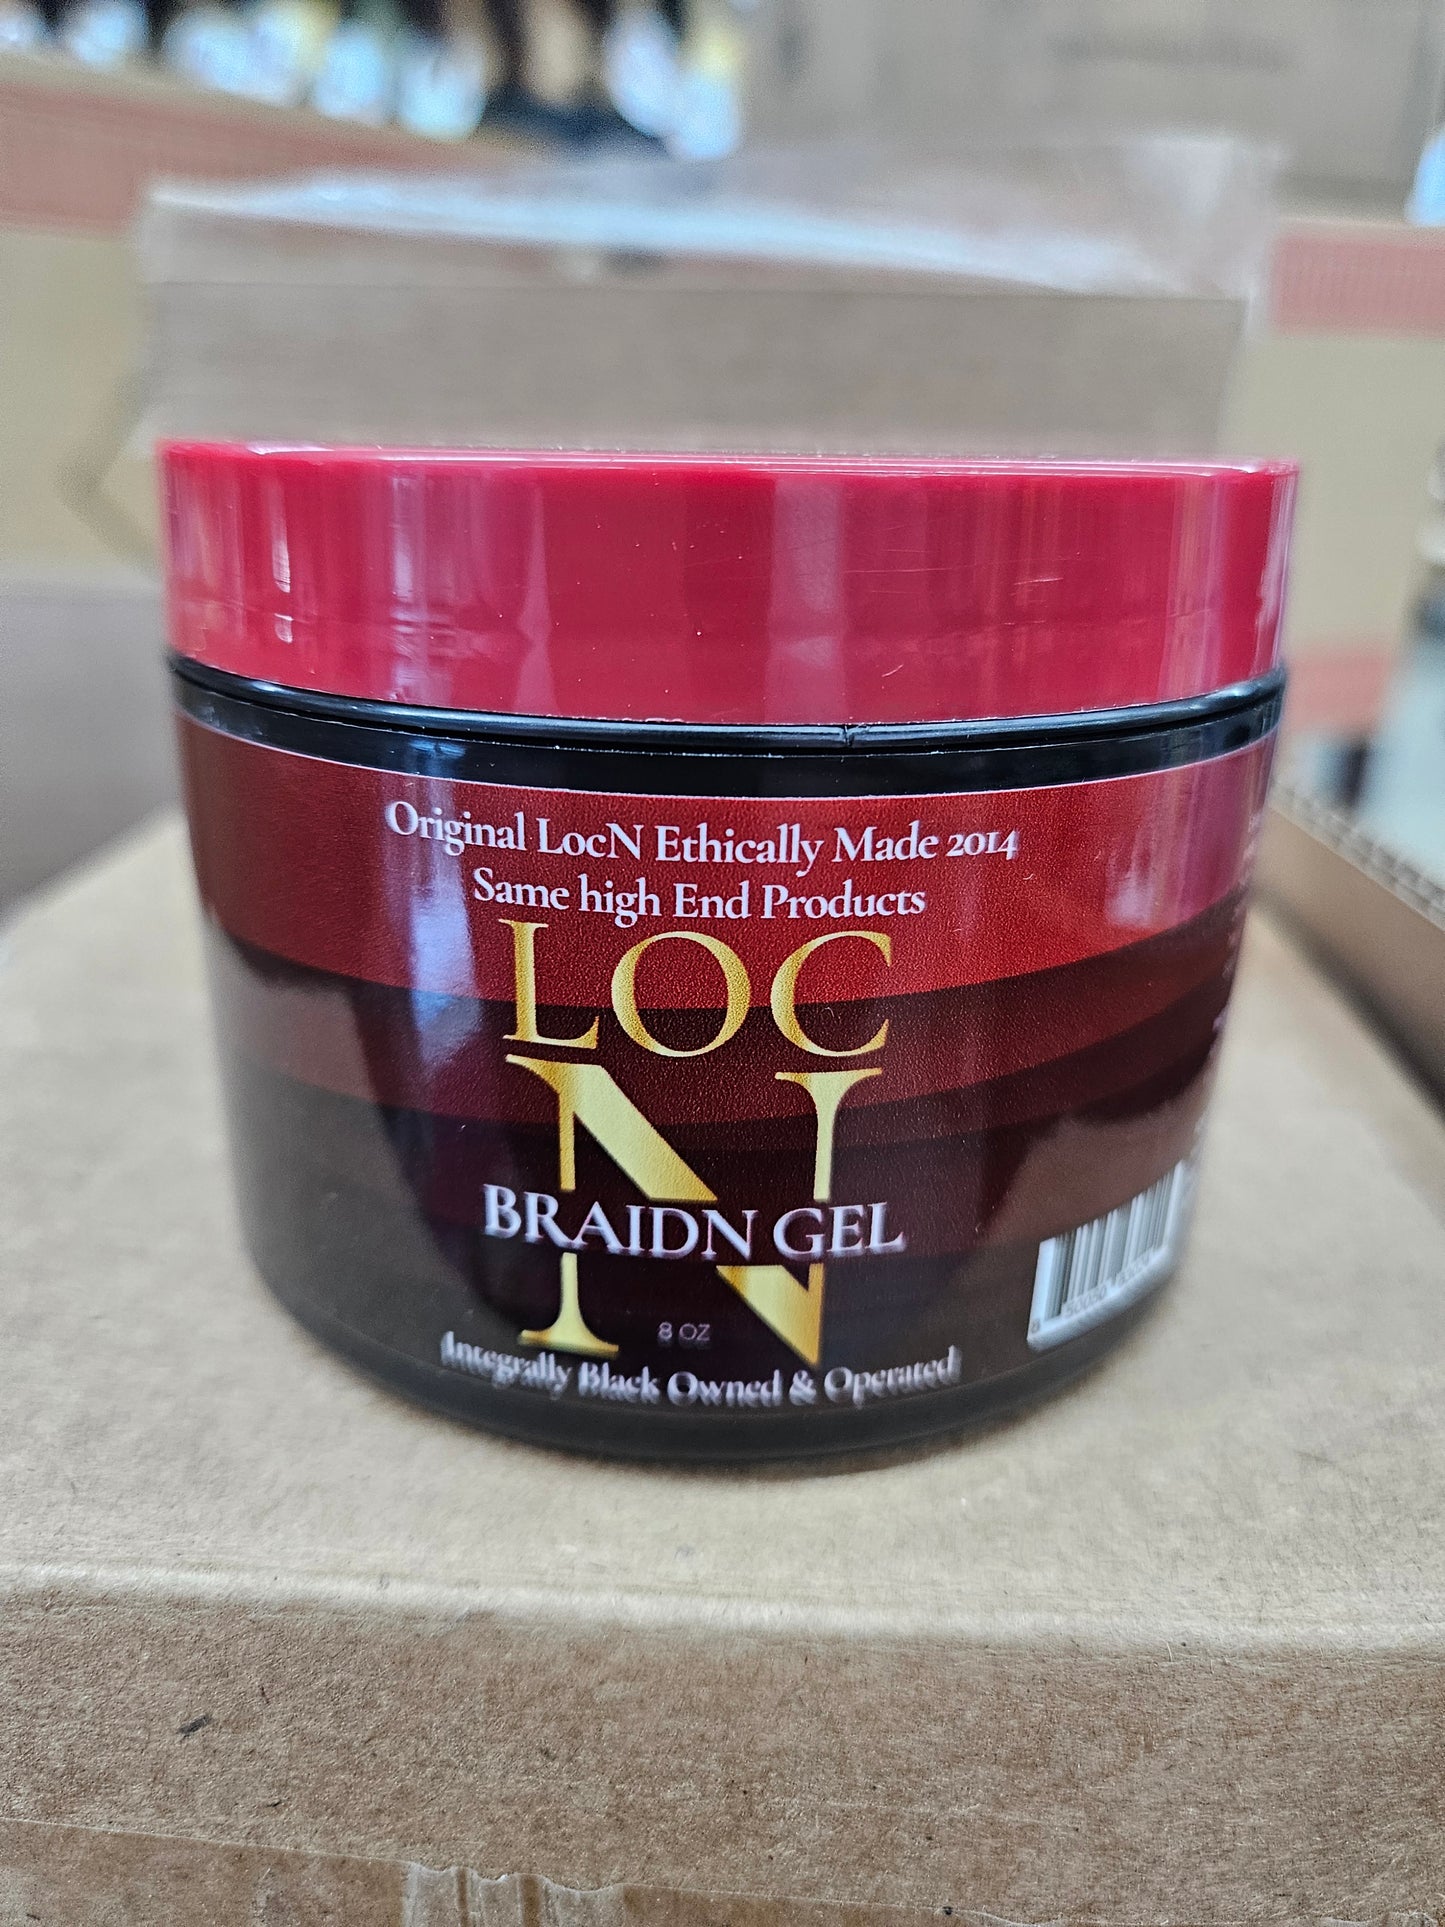 Original LocN Ethically Made 2014
Same high End Products
LOC
N
BRAIDN GEL
8 OZ
Integrally Black Owned & Operated